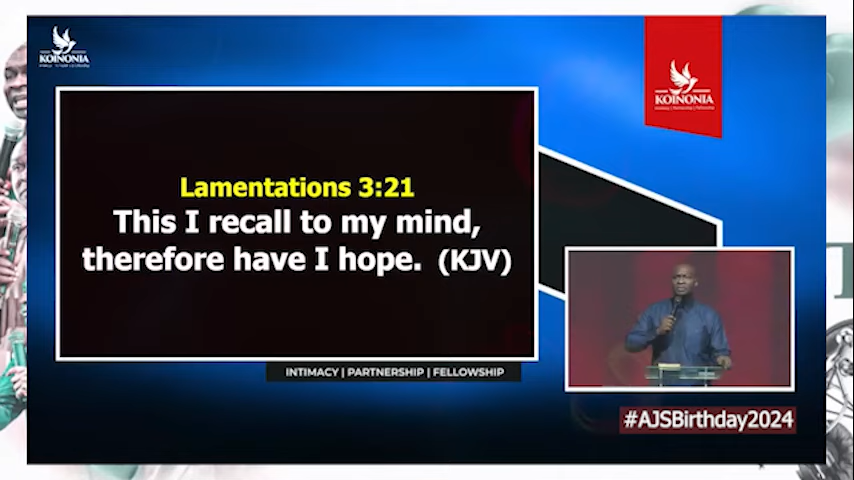 KOINONIA
KOINONIA
Lamentations 3:21
This I recall to my mind,
therefore have I hope. (KJV)
INTIMACY | PARTNERSHIP | FELLOWSHIP
#AJSBirthday2024